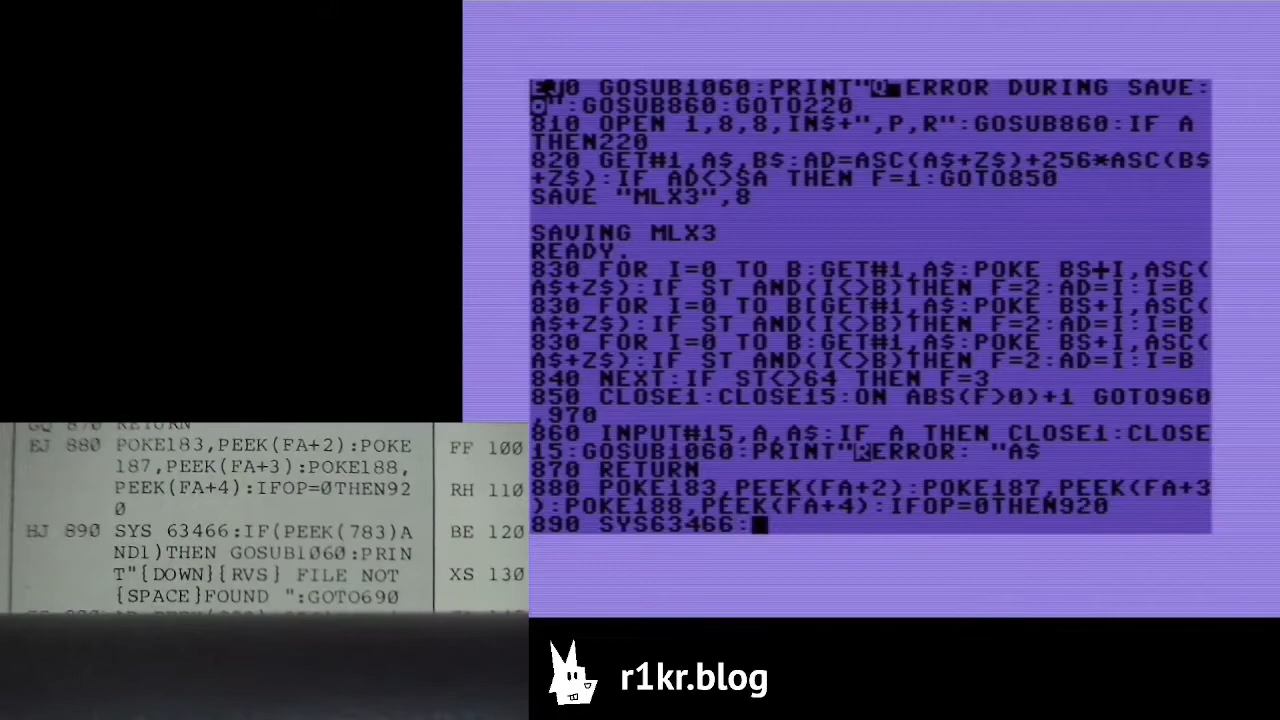 0 GOSUB1060:PRINT"Q ERROR DURING SAVE:
0":GOSUB860:GOTO220
810 OPEN 1,8,8,IN$+",P,R":GOSUB860:IF A
THEN220
820 GET#1,A$,B$:AD=ASC(A$+Z$)+256*ASC(B$
+Z$):IF AD<>SA THEN F=1:GOTO850
SAVE "MLX3",8
SAVING MLX3
READY.
830 FOR I=0 TO B:GET#1,A$:POKE BS+I,ASC(
A$+Z$):IF ST AND(I<>B)THEN F=2:AD=I:I=B
830 FOR I=0 TO B[GET#1,A$:POKE BS+I,ASC(
A$+Z$):IF ST AND(I<>B)THEN F=2:AD=I:I=B
830 FOR I=0 TO B:GET#1,A$:POKE BS+I,ASC(
A$+Z$):IF ST AND(I<>B)THEN F=2:AD=I:I=B
840 NEXT:IF ST<>64 THEN F=3
850 CLOSE1:CLOSE15:ON ABS(F>0)+1 GOTO960
,970
860 INPUT#15,A,A$:IF A THEN CLOSE1:CLOSE
15:GOSUB1060:PRINT"RERROR: "A$
870 RETURN
880 POKE183,PEEK(FA+2):POKE187,PEEK(FA+3
):POKE188,PEEK(FA+4):IFOP=0THEN920
890 SYS63466:
GQ 870 RETURN
EJ 880 POKE183,PEEK(FA+2):POKE
187,PEEK(FA+3):POKE188,
PEEK(FA+4):IFOP=0THEN92
0
HJ 890 SYS 63466:IF(PEEK(783)A
ND1)THEN GOSUB1060:PRIN
T"{DOWN}{RVS} FILE NOT
{SPACE}FOUND ":GOTO690
FF 100
RH 110
BE 120
XS 130
r1kr.blog